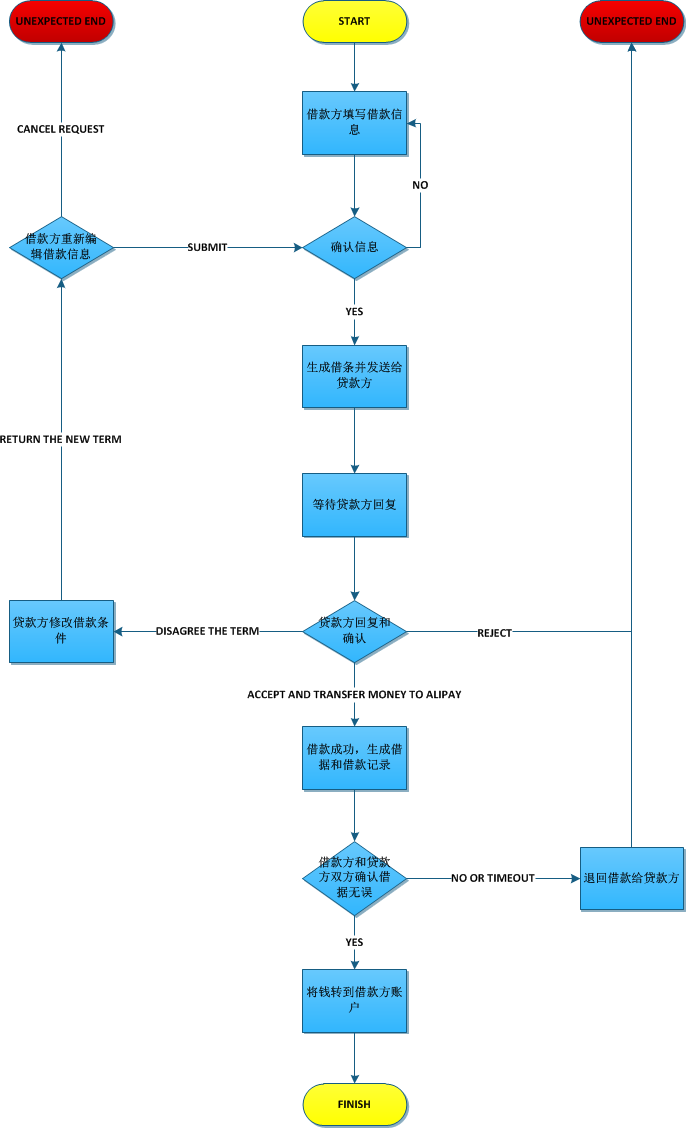 UNEXPECTED END
START
UNEXPECTED END
借款方填写借款信
息
CANCEL REQUEST
NO
借款方重新编
辑借款信息
SUBMIT
确认信息
YES
生成借条并发送给
贷款方
RETURN THE NEW TERM
等待贷款方回复
贷款方修改借款条
件
DISAGREE THE TERM
贷款方回复和
确认
REJECT
ACCEPT AND TRANSFER MONEY TO ALIPAY
借款成功，生成借
据和借款记录
借款方和贷款
方双方确认借
据无误
NO OR TIMEOUT
退回借款给贷款方
YES
将钱转到借款方账
户
FINISH